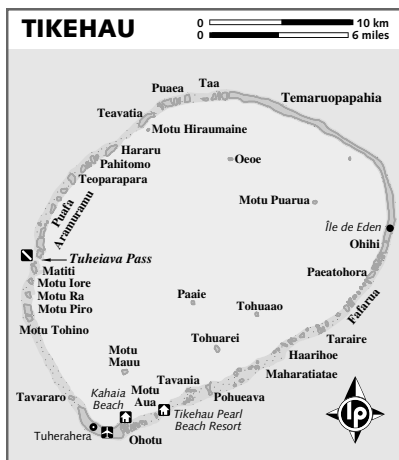 TIKEHAU
0 10 km
0 6 miles
Taa
Puaea
Temaruopapahia
Teavatia
Motu Hiraumaine
Hararu
Oeoe
Pahitomo
Teoparapara
Motu Puarua
Puafa
Aramuramu
Île de Eden
Ohihi
Tuheiava Pass
Matiti
Paeatohora
Motu Iore
Motu Ra
Paaie
Fafarua
Motu Piro
Tohuaao
Motu Tohino
Taraire
Tohuarei
Motu
Mauu
Haarihoe
Maharatiatae
Tavania
Kahaia
Beach
Motu
Aua
Pohueava
Tavararo
Tikehau Pearl
Beach Resort
Tuherahera
Ohotu
lp